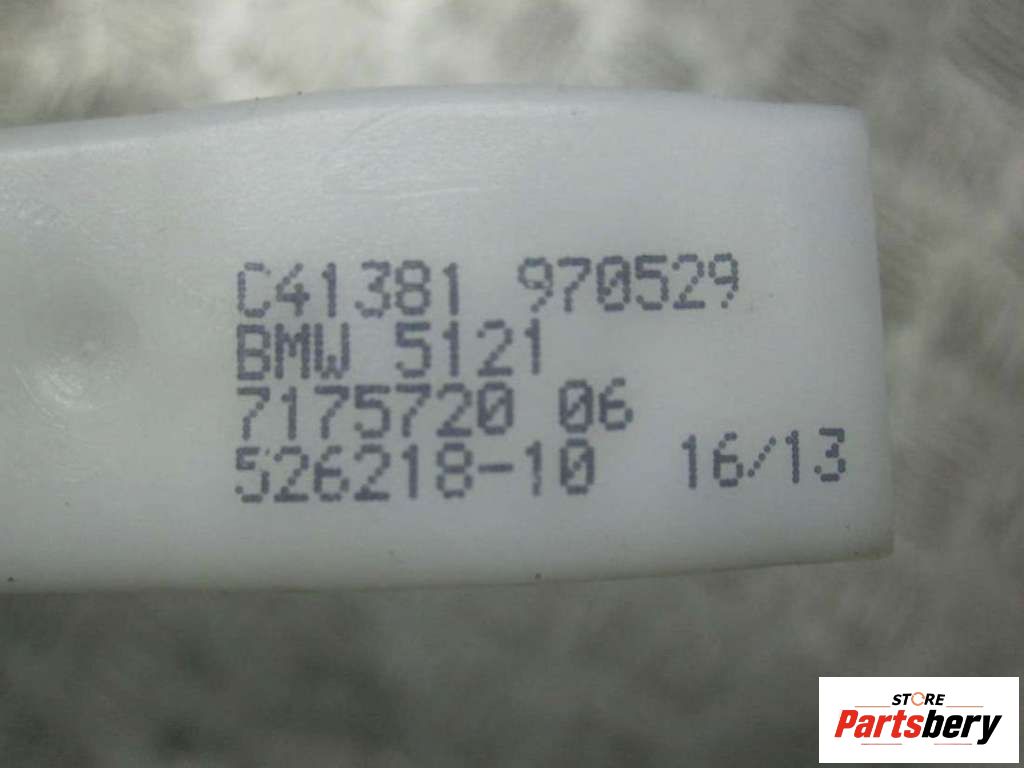 C41381 970529
BMW 5121
7175720 06
526218-10 16/13
STORE
Partsbery